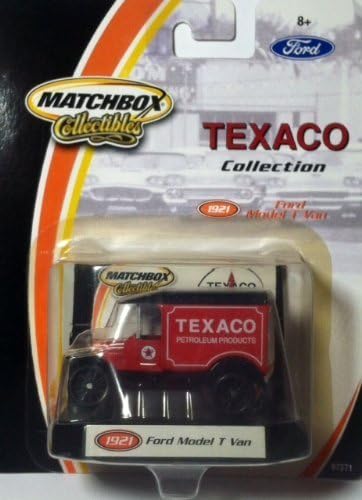 8+
Ford
MATCHBOX
Collectibles
TEXACO
Collection
1921 Ford
Model T Van
MATCHBOX
Collectibles
TEXACO
TEXACO
PETROLEUM PRODUCTS
1921 Ford Model T Van